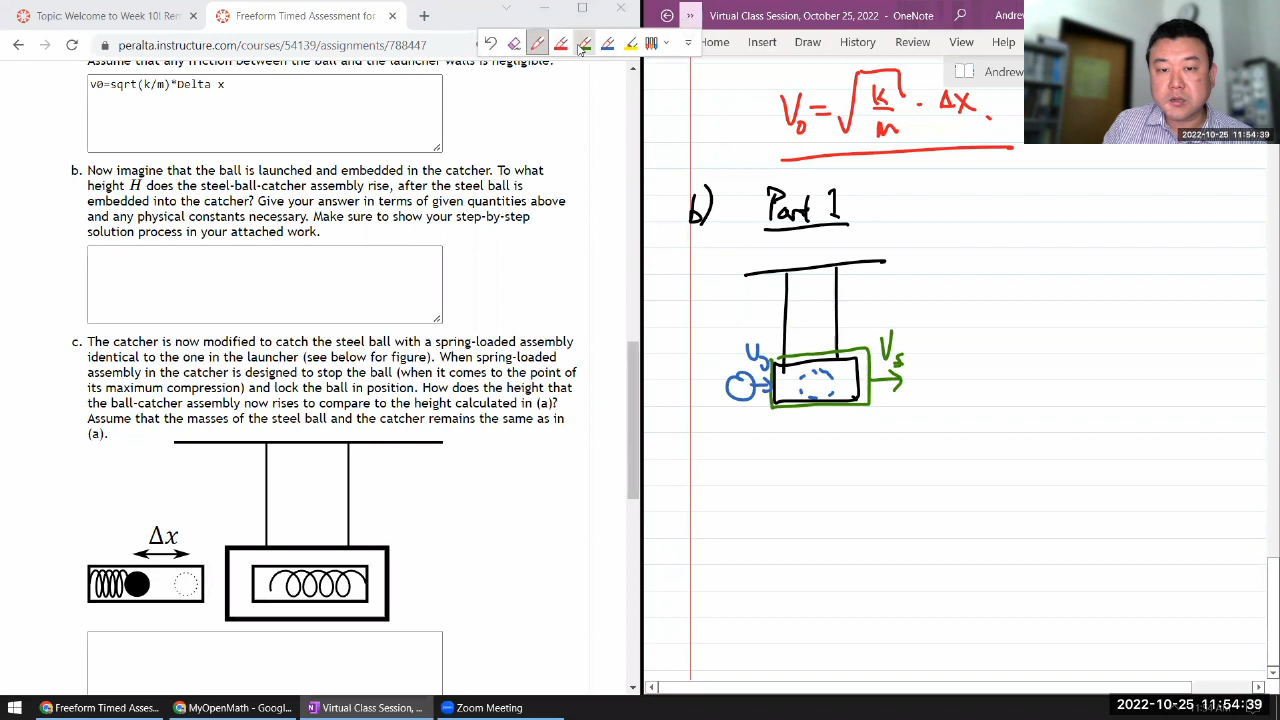 Topic: Welcome to Week 10! Rem
Freeform Timed Assessment for
Virtual Class Session, October 25, 2022 - OneNote
Andrew
peralta.instructure.com/courses/54139/assignments/788447
Home
Insert
Draw
History
Review
View
Help
Andrew
Assume that any friction between the ball and the launcher walls is negligible.
v0=sqrt(k/m)*Delta x
b. Now imagine that the ball is launched and embedded in the catcher. To what
height H does the steel-ball-catcher assembly rise, after the steel ball is
embedded into the catcher? Give your answer in terms of given quantities above
and any physical constants necessary. Make sure to show your step-by-step
solution process in your attached work.
c. The catcher is now modified to catch the steel ball with a spring-loaded assembly
identical to the one in the launcher (see below for figure). When spring-loaded
assembly in the catcher is designed to stop the ball (when it comes to the point of
its maximum compression) and lock the ball in position. How does the height that
the ball-catcher assembly now rises to compare to the height calculated in (a)?
Assume that the masses of the steel ball and the catcher remains the same as in
(a).
Δx
V₀ = √k/m · Δx.
b) Part 1
2022-10-25 11:54:39
Freeform Timed Asses...
MyOpenMath - Googl...
Virtual Class Session, ...
Zoom Meeting
2022-10-25 11:54:39